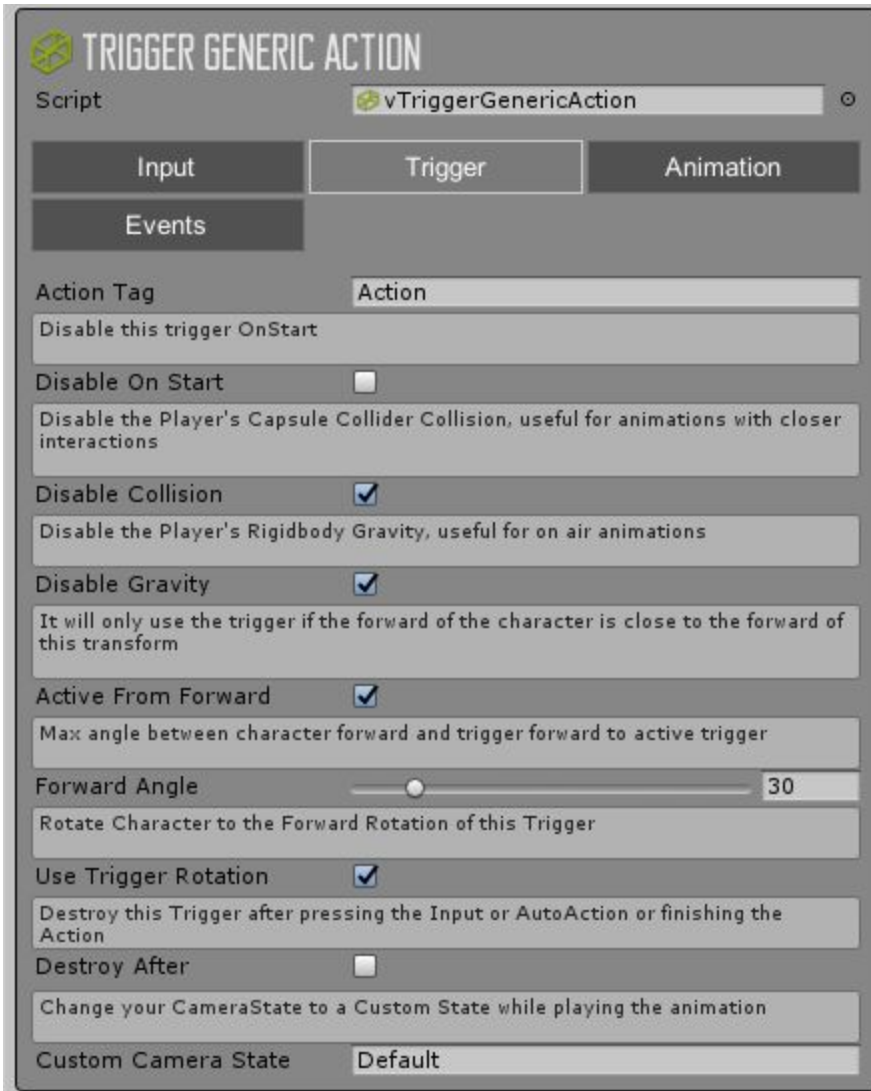 TRIGGER GENERIC ACTION
Script vTriggerGenericAction
Input Trigger Animation
Events
Action Tag Action
Disable this trigger OnStart
Disable On Start
Disable the Player's Capsule Collider Collision, useful for animations with closer
interactions
Disable Collision
Disable the Player's Rigidbody Gravity, useful for on air animations
Disable Gravity
It will only use the trigger if the forward of the character is close to the forward of
this transform
Active From Forward
Max angle between character forward and trigger forward to active trigger
Forward Angle 30
Rotate Character to the Forward Rotation of this Trigger
Use Trigger Rotation
Destroy this Trigger after pressing the Input or AutoAction or finishing the
Action
Destroy After
Change your CameraState to a Custom State while playing the animation
Custom Camera State Default